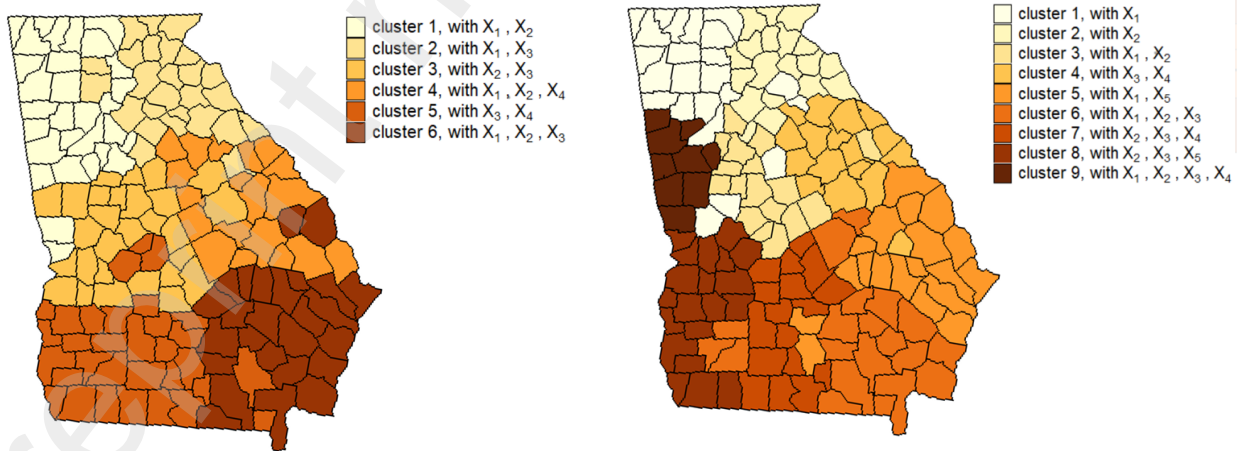 cluster 1, with X₁ , X₂
cluster 2, with X₁ , X₃
cluster 3, with X₂ , X₃
cluster 4, with X₁ , X₂ , X₄
cluster 5, with X₃ , X₄
cluster 6, with X₁ , X₂ , X₃
cluster 1, with X₁
cluster 2, with X₂
cluster 3, with X₁ , X₂
cluster 4, with X₃ , X₄
cluster 5, with X₁ , X₅
cluster 6, with X₁ , X₂ , X₃
cluster 7, with X₂ , X₃ , X₄
cluster 8, with X₂ , X₃ , X₅
cluster 9, with X₁ , X₂ , X₃ , X₄